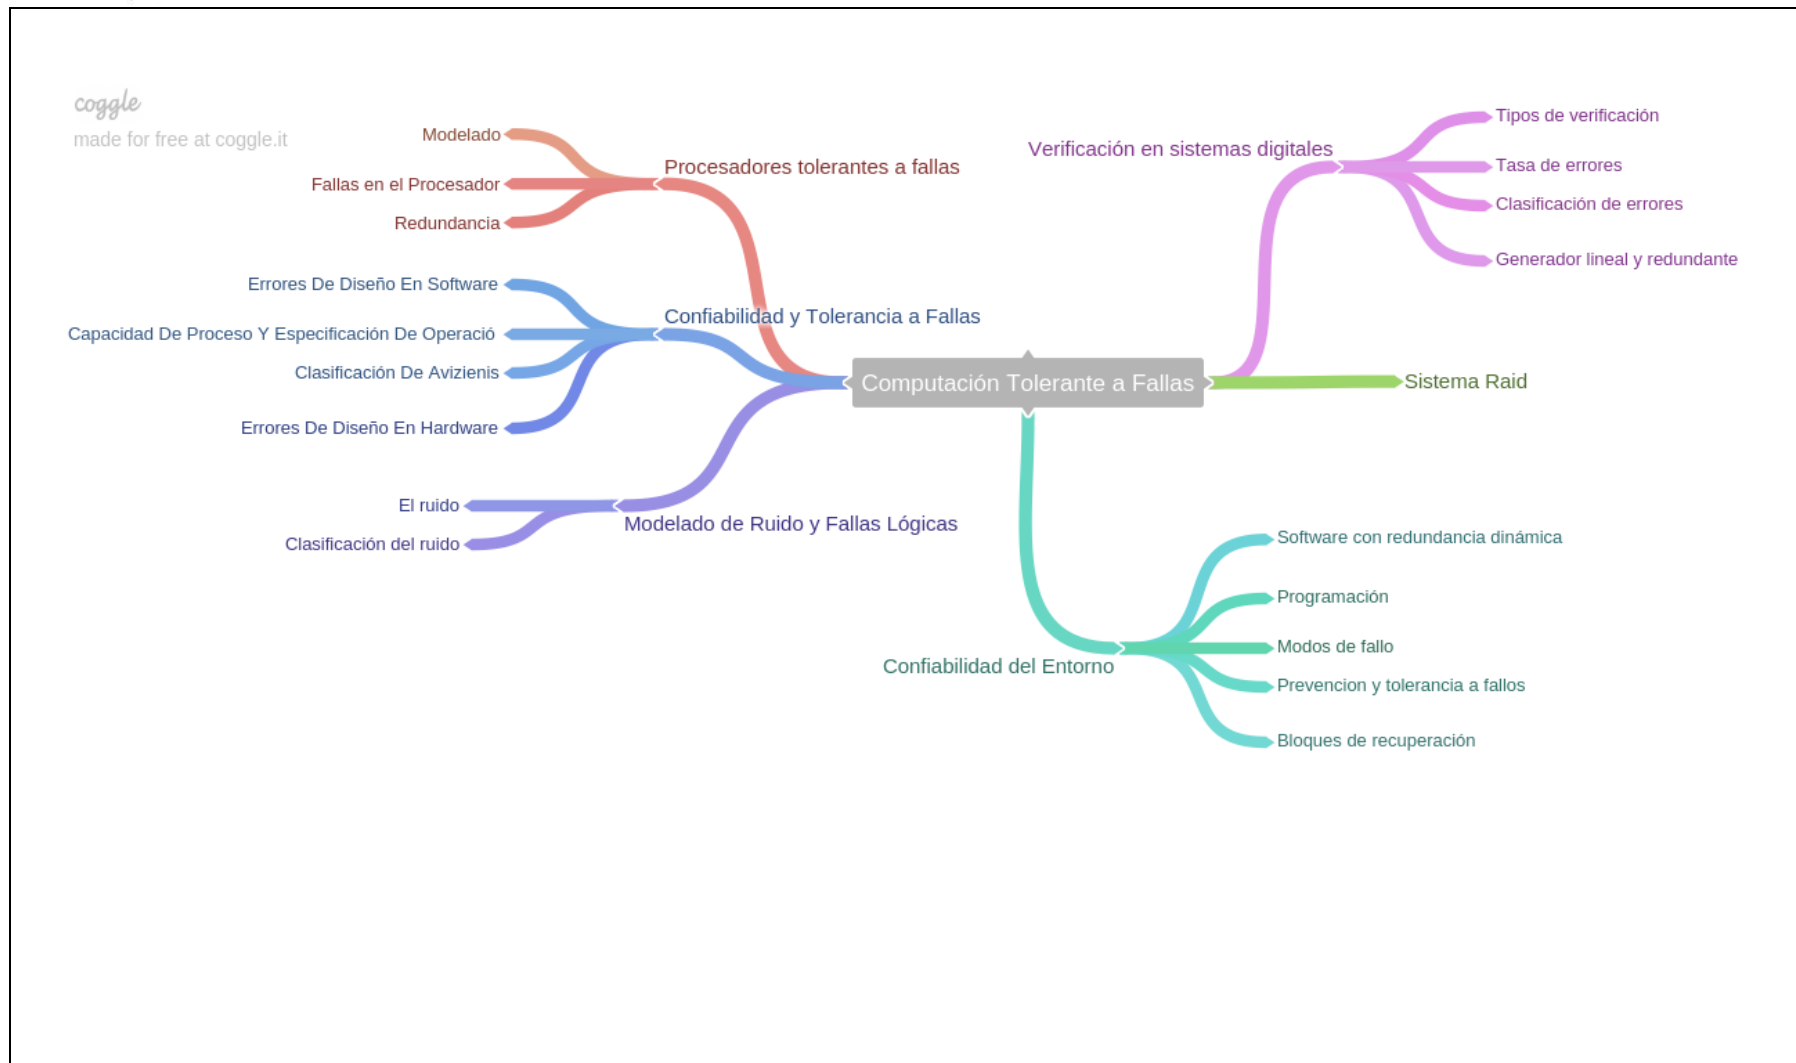 coggle
made for free at coggle.it
Computación Tolerante a Fallas
Procesadores tolerantes a fallas
Modelado
Fallas en el Procesador
Redundancia
Confiabilidad y Tolerancia a Fallas
Errores De Diseño En Software
Capacidad De Proceso Y Especificación De Operació
Clasificación De Avizienis
Errores De Diseño En Hardware
Modelado de Ruido y Fallas Lógicas
El ruido
Clasificación del ruido
Verificación en sistemas digitales
Tipos de verificación
Tasa de errores
Clasificación de errores
Generador lineal y redundante
Sistema Raid
Confiabilidad del Entorno
Software con redundancia dinámica
Programación
Modos de fallo
Prevencion y tolerancia a fallos
Bloques de recuperación